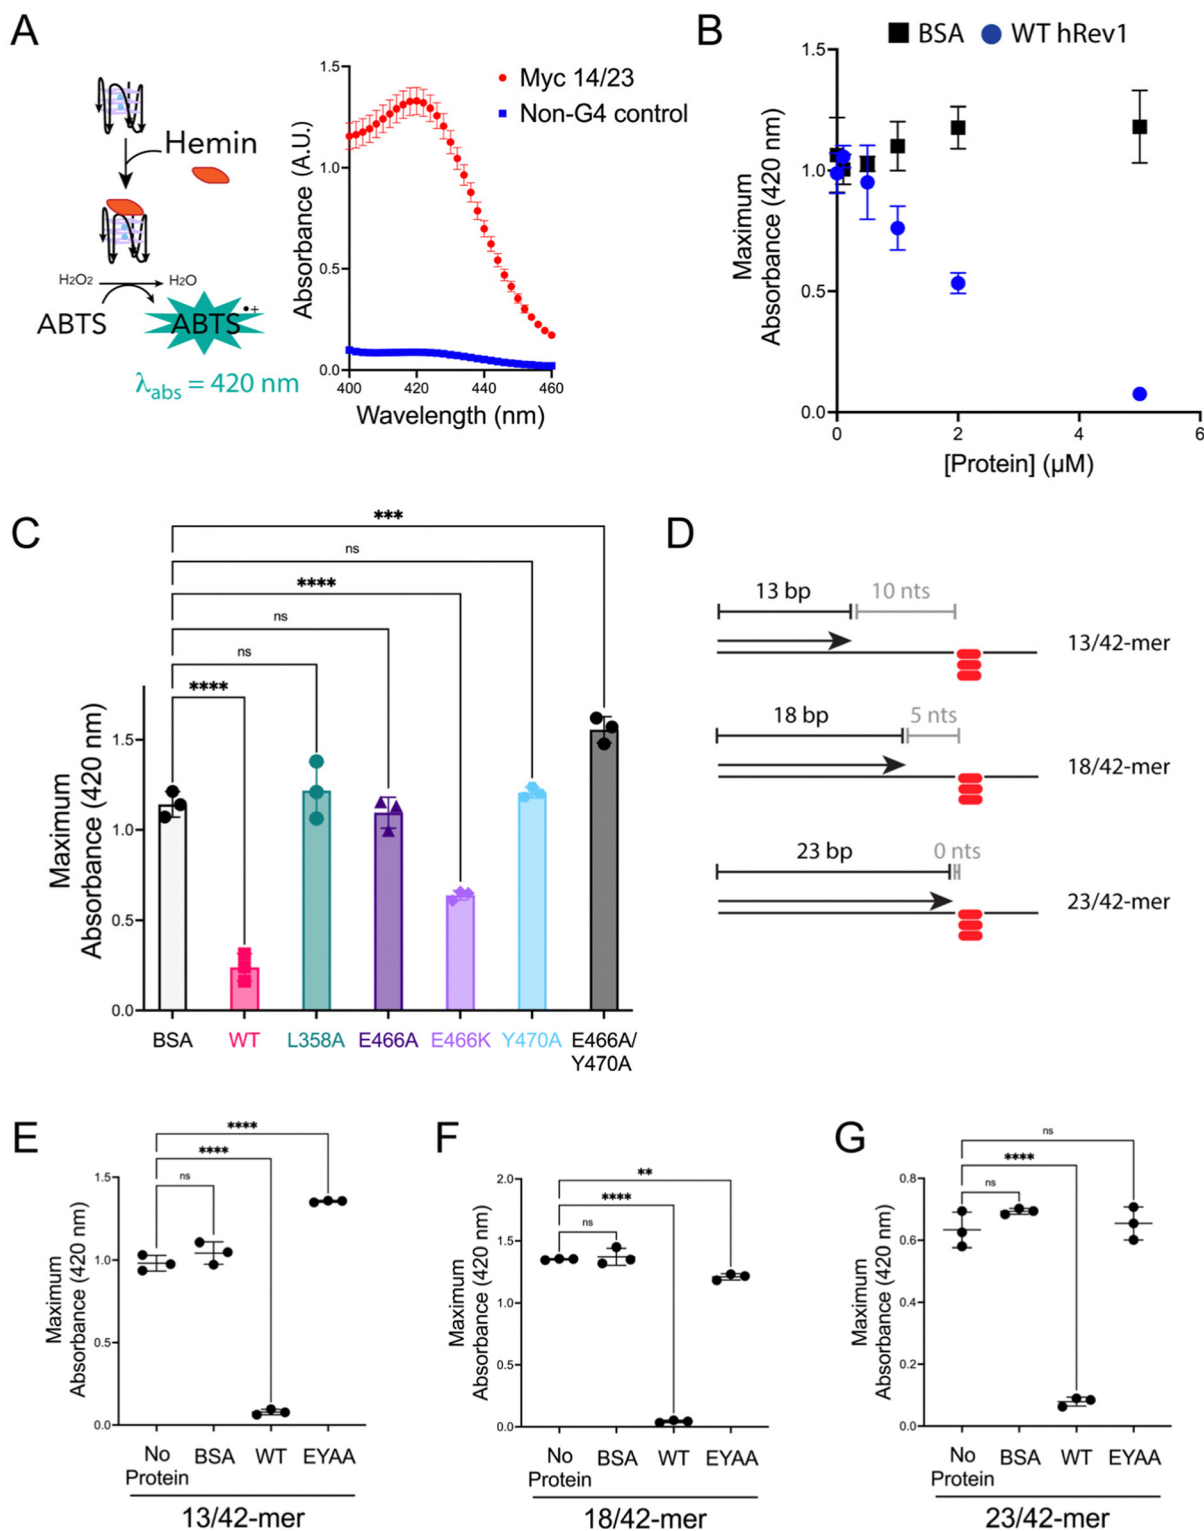 A
Hemin
H2O2
H2O
ABTS
ABTS•+
λabs = 420 nm
Absorbance (A.U.)
1.5
1.0
0.5
0.0
400
420
440
460
Wavelength (nm)
Myc 14/23
Non-G4 control
B
BSA
WT hRev1
Maximum
Absorbance (420 nm)
1.5
1.0
0.5
0.0
0
2
4
6
[Protein] (μM)
C
***
ns
****
ns
ns
****
Maximum
Absorbance (420 nm)
1.5
1.0
0.5
0.0
BSA
WT
L358A
E466A
E466K
Y470A
E466A/
Y470A
D
13 bp
10 nts
13/42-mer
18 bp
5 nts
18/42-mer
23 bp
0 nts
23/42-mer
E
****
****
ns
Maximum
Absorbance (420 nm)
1.5
1.0
0.5
0.0
No
Protein
BSA
WT
EYAA
13/42-mer
F
**
****
ns
Maximum
Absorbance (420 nm)
2.0
1.5
1.0
0.5
0.0
No
Protein
BSA
WT
EYAA
18/42-mer
G
ns
****
ns
Maximum
Absorbance (420 nm)
0.8
0.6
0.4
0.2
0.0
No
Protein
BSA
WT
EYAA
23/42-mer